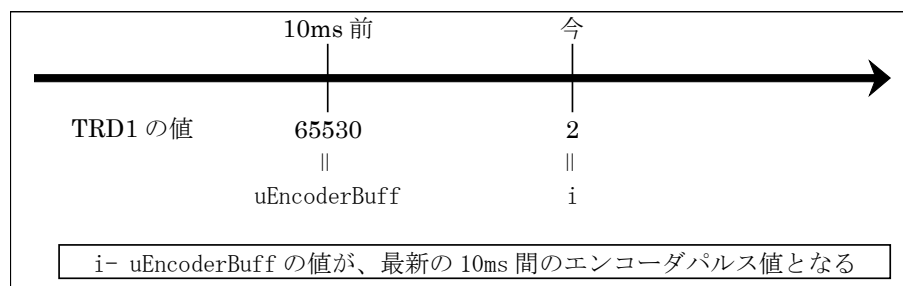 10ms 前 今
TRD1 の値 65530 2
॥ ॥
uEncoderBuff i
i- uEncoderBuff の値が、最新の 10ms 間のエンコーダパルス値となる